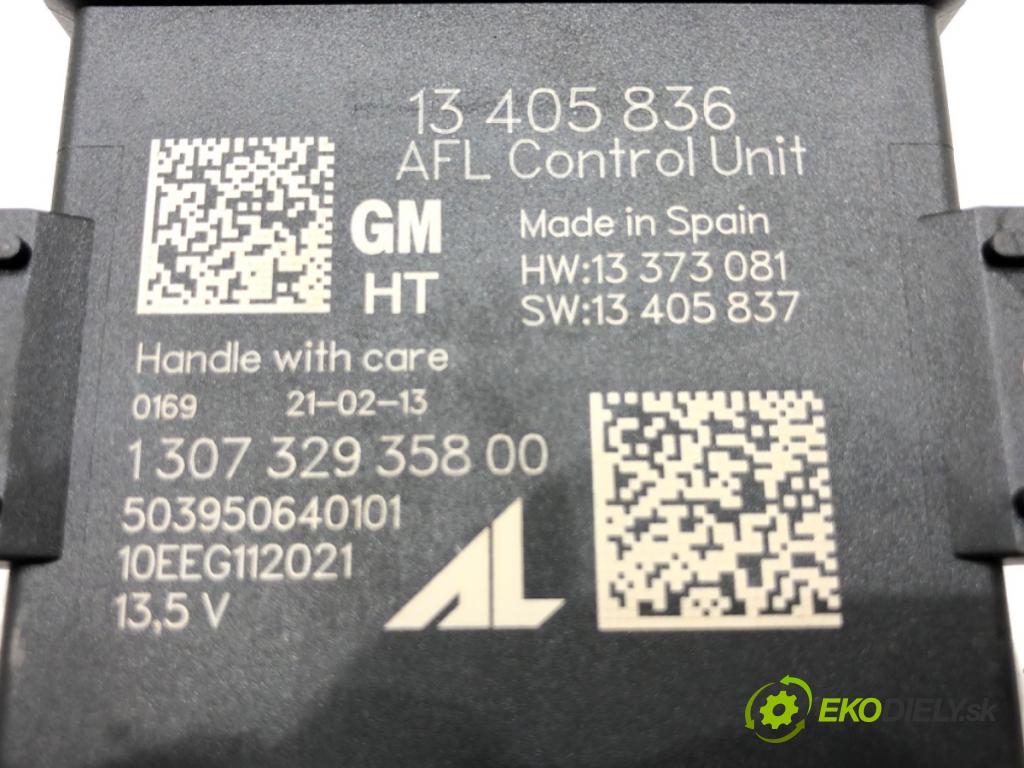 13 405 836
AFL Control Unit
GM
HT
Made in Spain
HW:13 373 081
SW:13 405 837
Handle with care
0169 21-02-13
1 307 329 358 00
503950640101
10EEG112021
13,5 V
AL
EKODIELY.sk